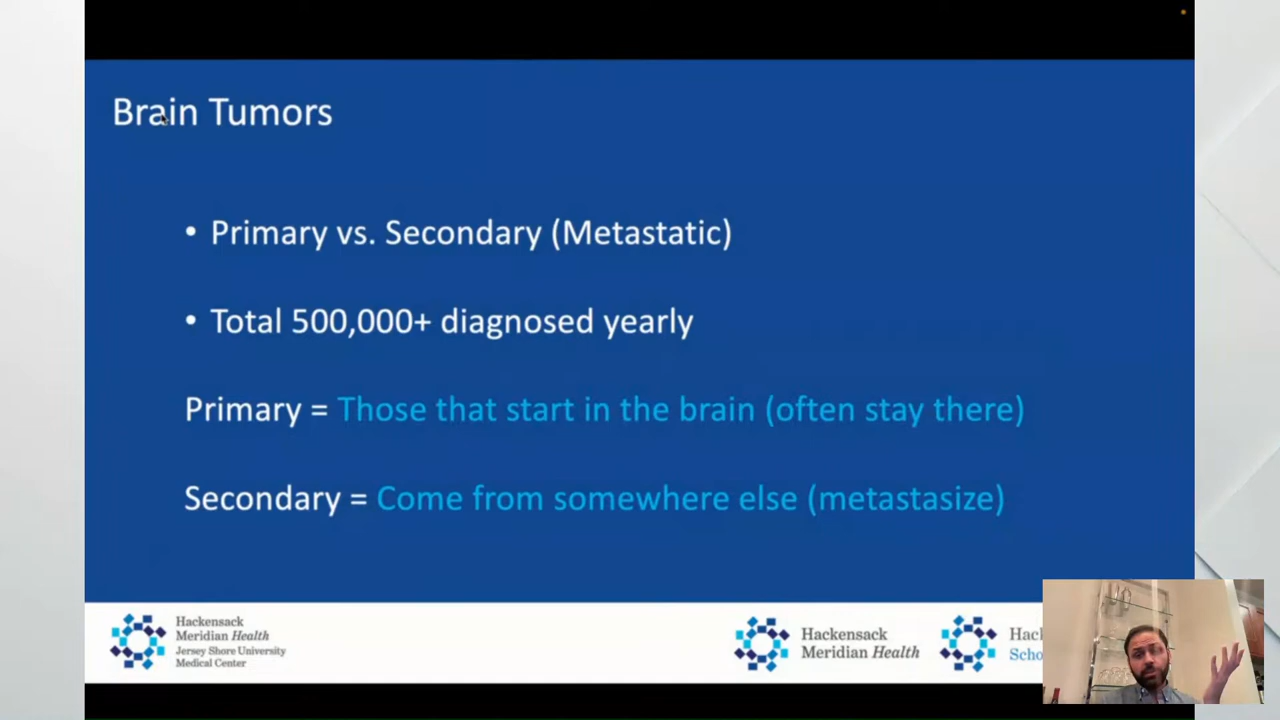 Brain Tumors
• Primary vs. Secondary (Metastatic)
• Total 500,000+ diagnosed yearly
Primary = Those that start in the brain (often stay there)
Secondary = Come from somewhere else (metastasize)
Hackensack
Meridian Health
Jersey Shore University
Medical Center
Hackensack
Meridian Health